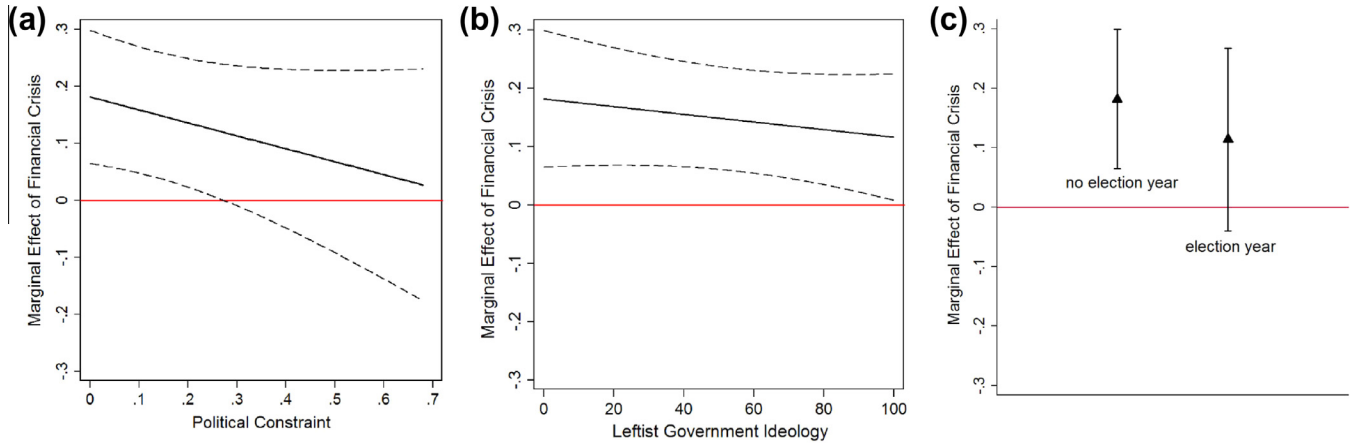 (a)
Marginal Effect of Financial Crisis
.3
.2
.1
0
-.1
-.2
-.3
0 .1 .2 .3 .4 .5 .6 .7
Political Constraint
(b)
Marginal Effect of Financial Crisis
.3
.2
.1
0
-.1
-.2
-.3
0 20 40 60 80 100
Leftist Government Ideology
(c)
Marginal Effect of Financial Crisis
.3
.2
.1
0
-.1
-.2
-.3
no election year
election year